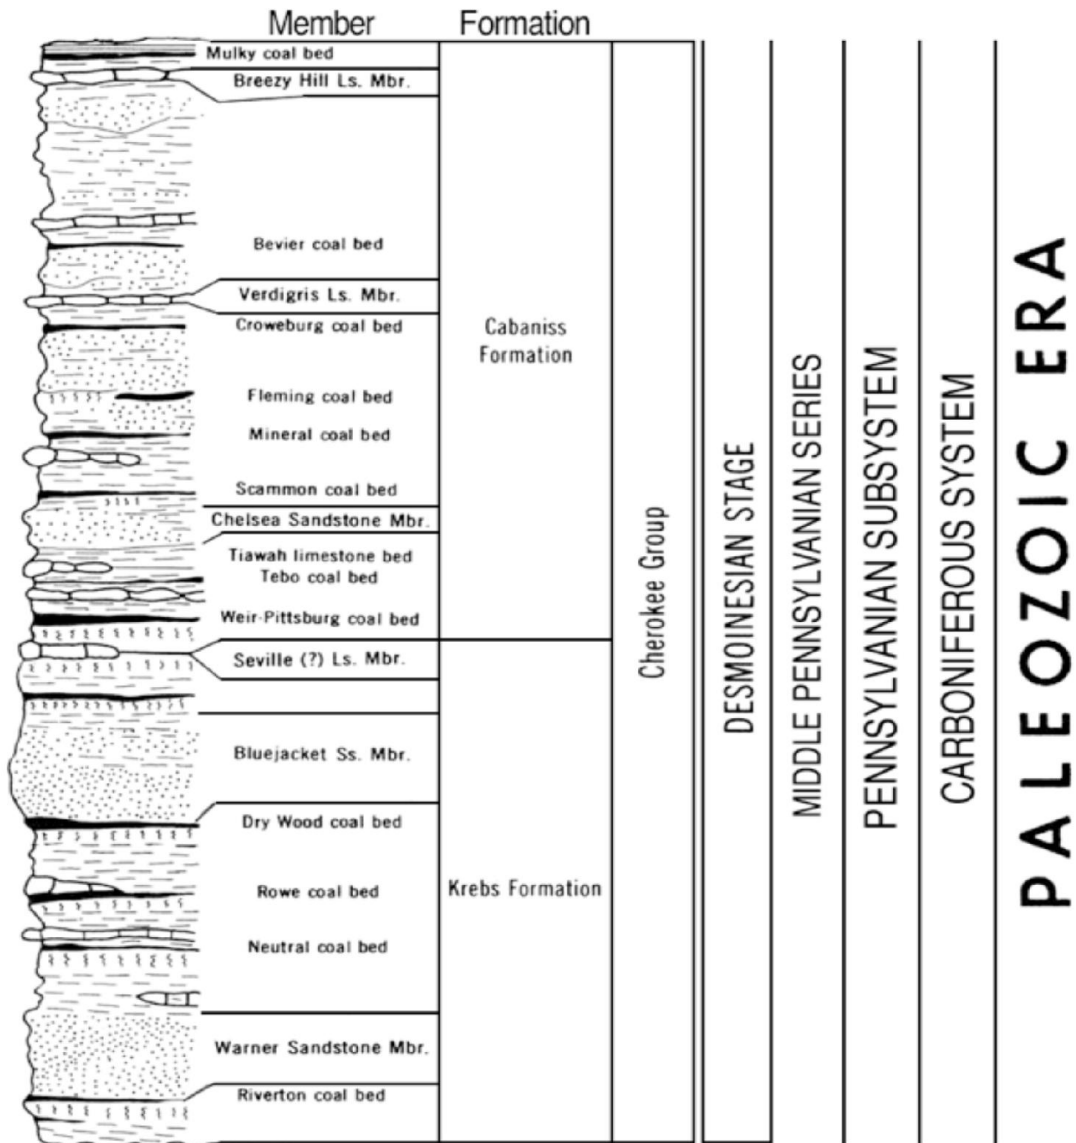 Member Formation
Mulky coal bed
Breezy Hill Ls. Mbr.
Bevier coal bed
Verdigris Ls. Mbr.
Croweburg coal bed
Cabaniss
Formation
Fleming coal bed
Mineral coal bed
Scammon coal bed
Chelsea Sandstone Mbr.
Tiawah limestone bed
Tebo coal bed
Weir-Pittsburg coal bed
Seville (?) Ls. Mbr.
Bluejacket Ss. Mbr.
Dry Wood coal bed
Rowe coal bed
Krebs Formation
Neutral coal bed
Warner Sandstone Mbr.
Riverton coal bed
Cherokee Group
DESMOINESIAN STAGE
MIDDLE PENNSYLVANIAN SERIES
PENNSYLVANIAN SUBSYSTEM
CARBONIFEROUS SYSTEM
PALEOZOIC ERA